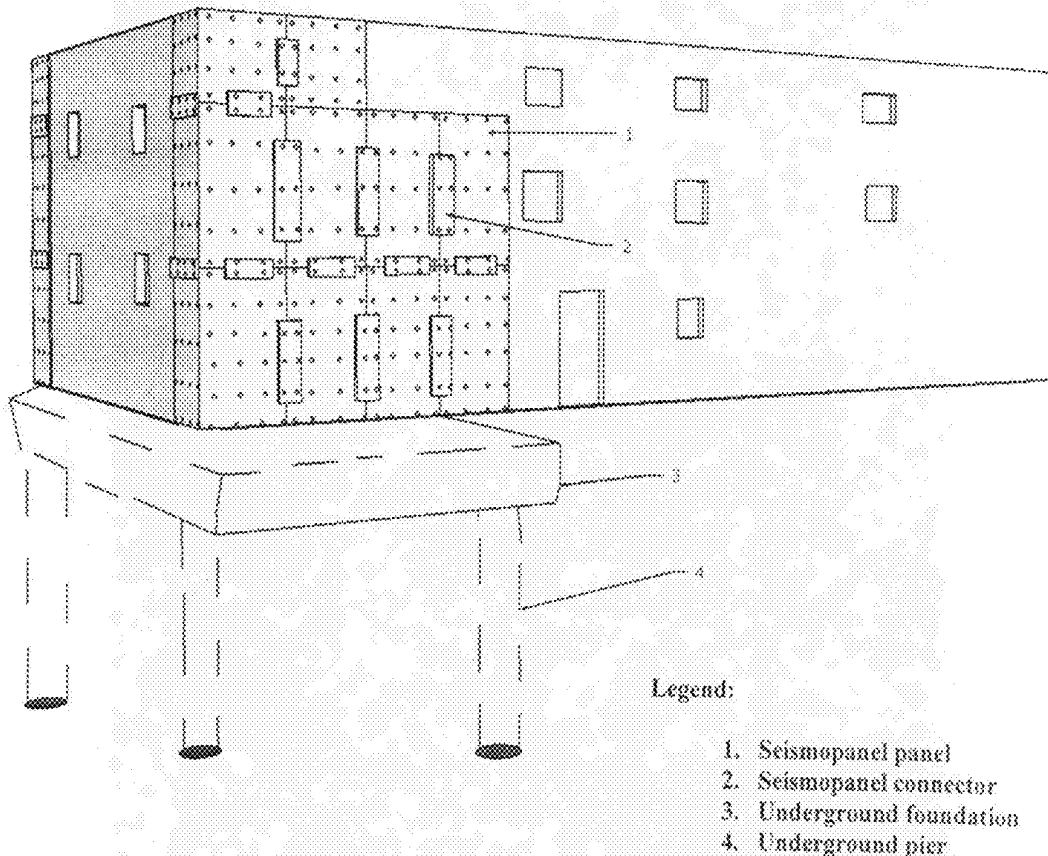 1
2
3
4
Legend:
1. Seismopanel panel
2. Seismopanel connector
3. Underground foundation
4. Underground pier